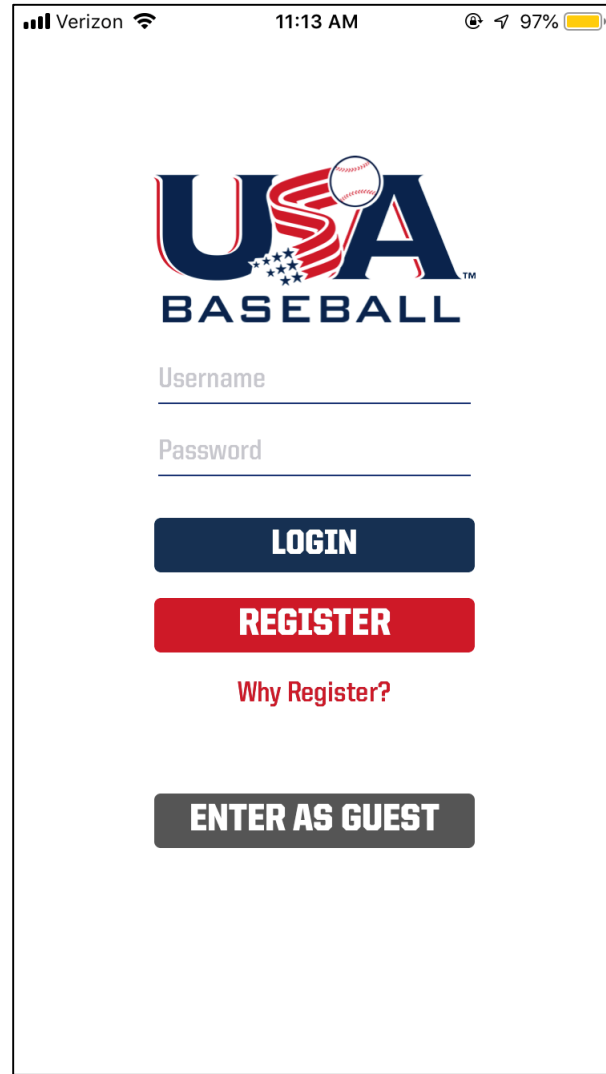 Verizon 11:13 AM 97%
USA
™
BASEBALL
Username
Password
LOGIN
REGISTER
Why Register?
ENTER AS GUEST